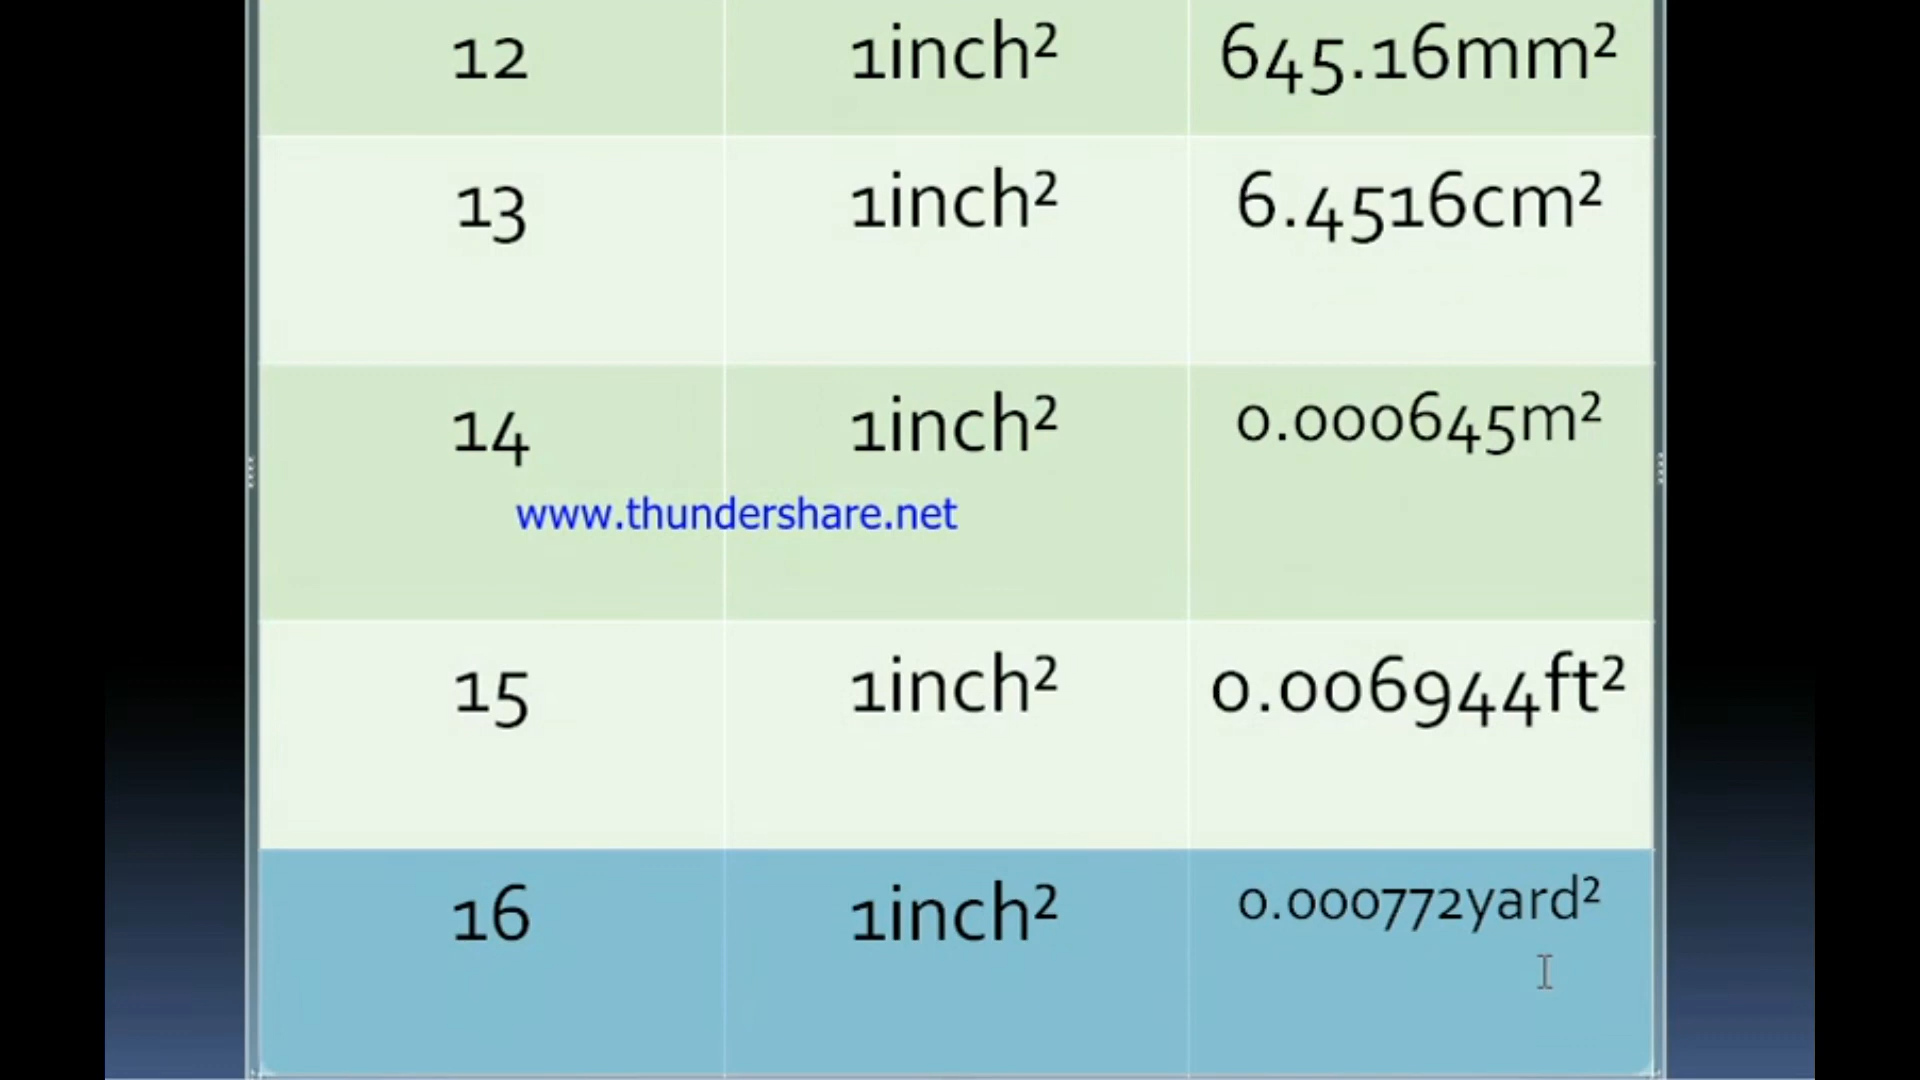 12 1inch² 645.16mm²
13 1inch² 6.4516cm²
14 1inch² 0.000645m²
www.thundershare.net
15 1inch² 0.006944ft²
16 1inch² 0.000772yard²